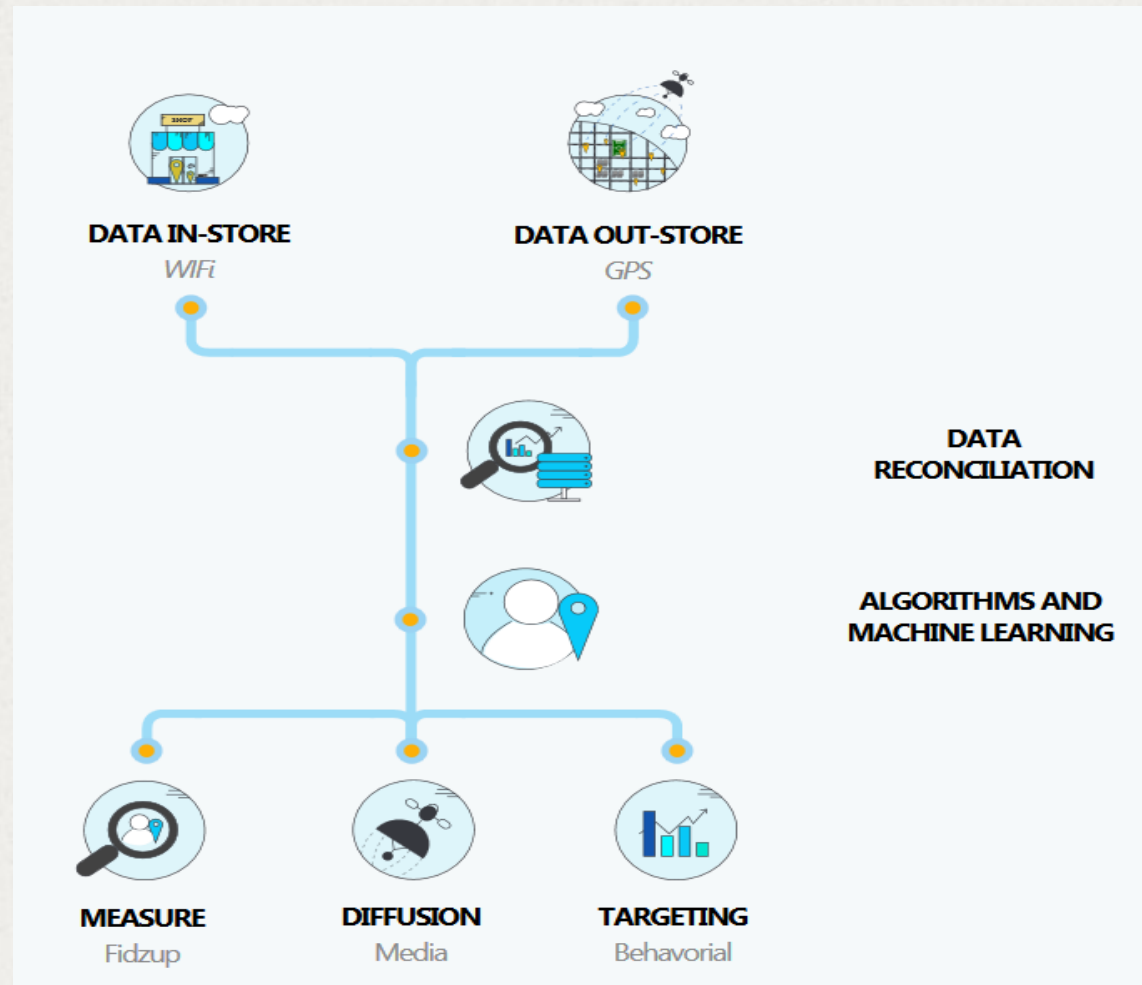 SHOP
DATA IN-STORE
WIFi
DATA OUT-STORE
GPS
DATA
RECONCILIATION
ALGORITHMS AND
MACHINE LEARNING
MEASURE
Fidzup
DIFFUSION
Media
TARGETING
Behavorial